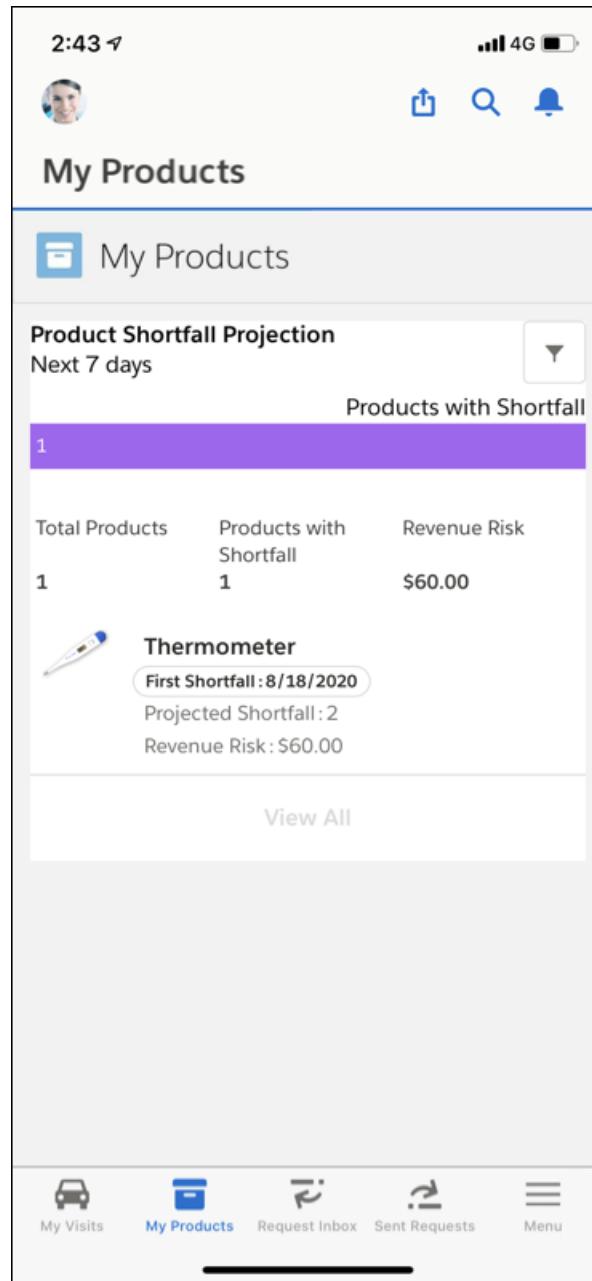 2:43
4G
My Products
My Products
Product Shortfall Projection
Next 7 days
Products with Shortfall
1
Total Products
Products with
Shortfall
Revenue Risk
1
1
$60.00
Thermometer
First Shortfall:8/18/2020
Projected Shortfall:2
Revenue Risk:$60.00
View All
My Visits
My Products
Request Inbox
Sent Requests
Menu